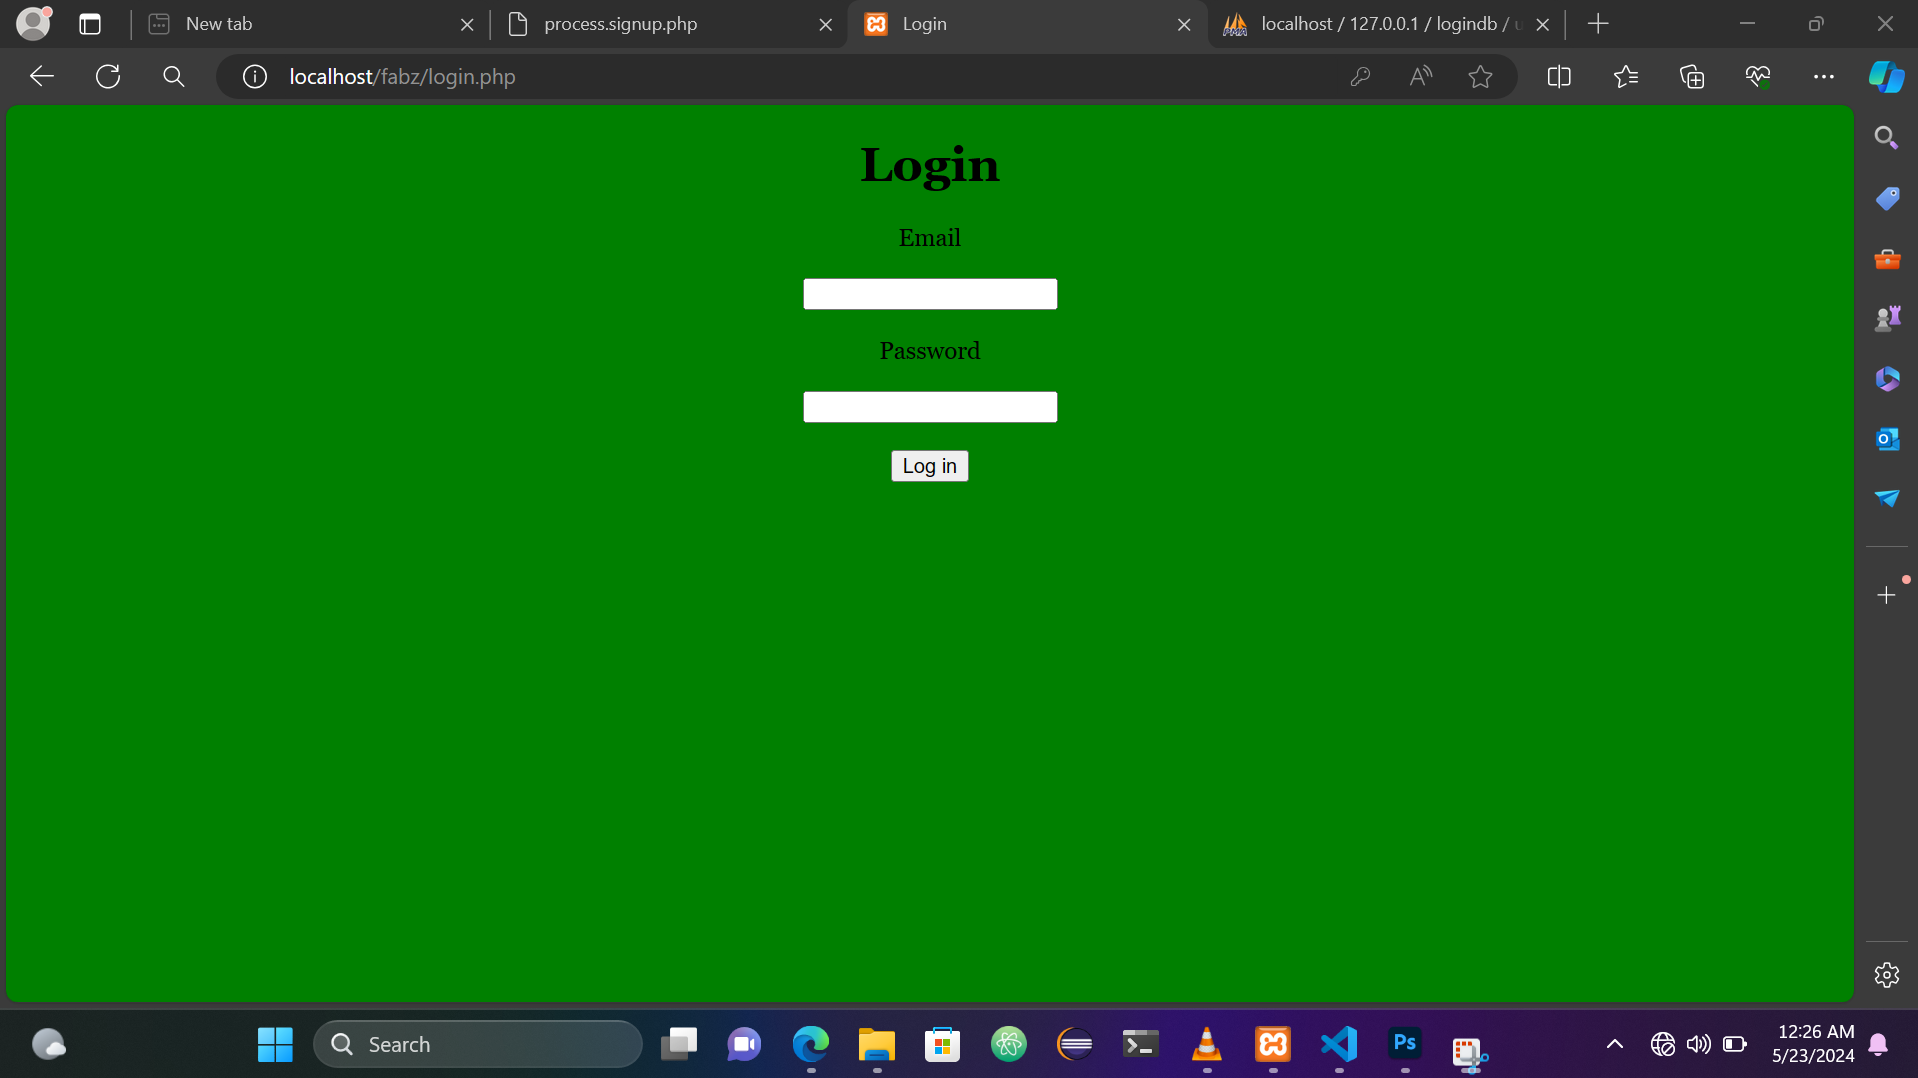 New tab
process.signup.php
Login
localhost / 127.0.0.1 / logindb / u
localhost/fabz/login.php
Login
Email
Password
Log in
Search
12:26 AM
5/23/2024
Ps
PMA